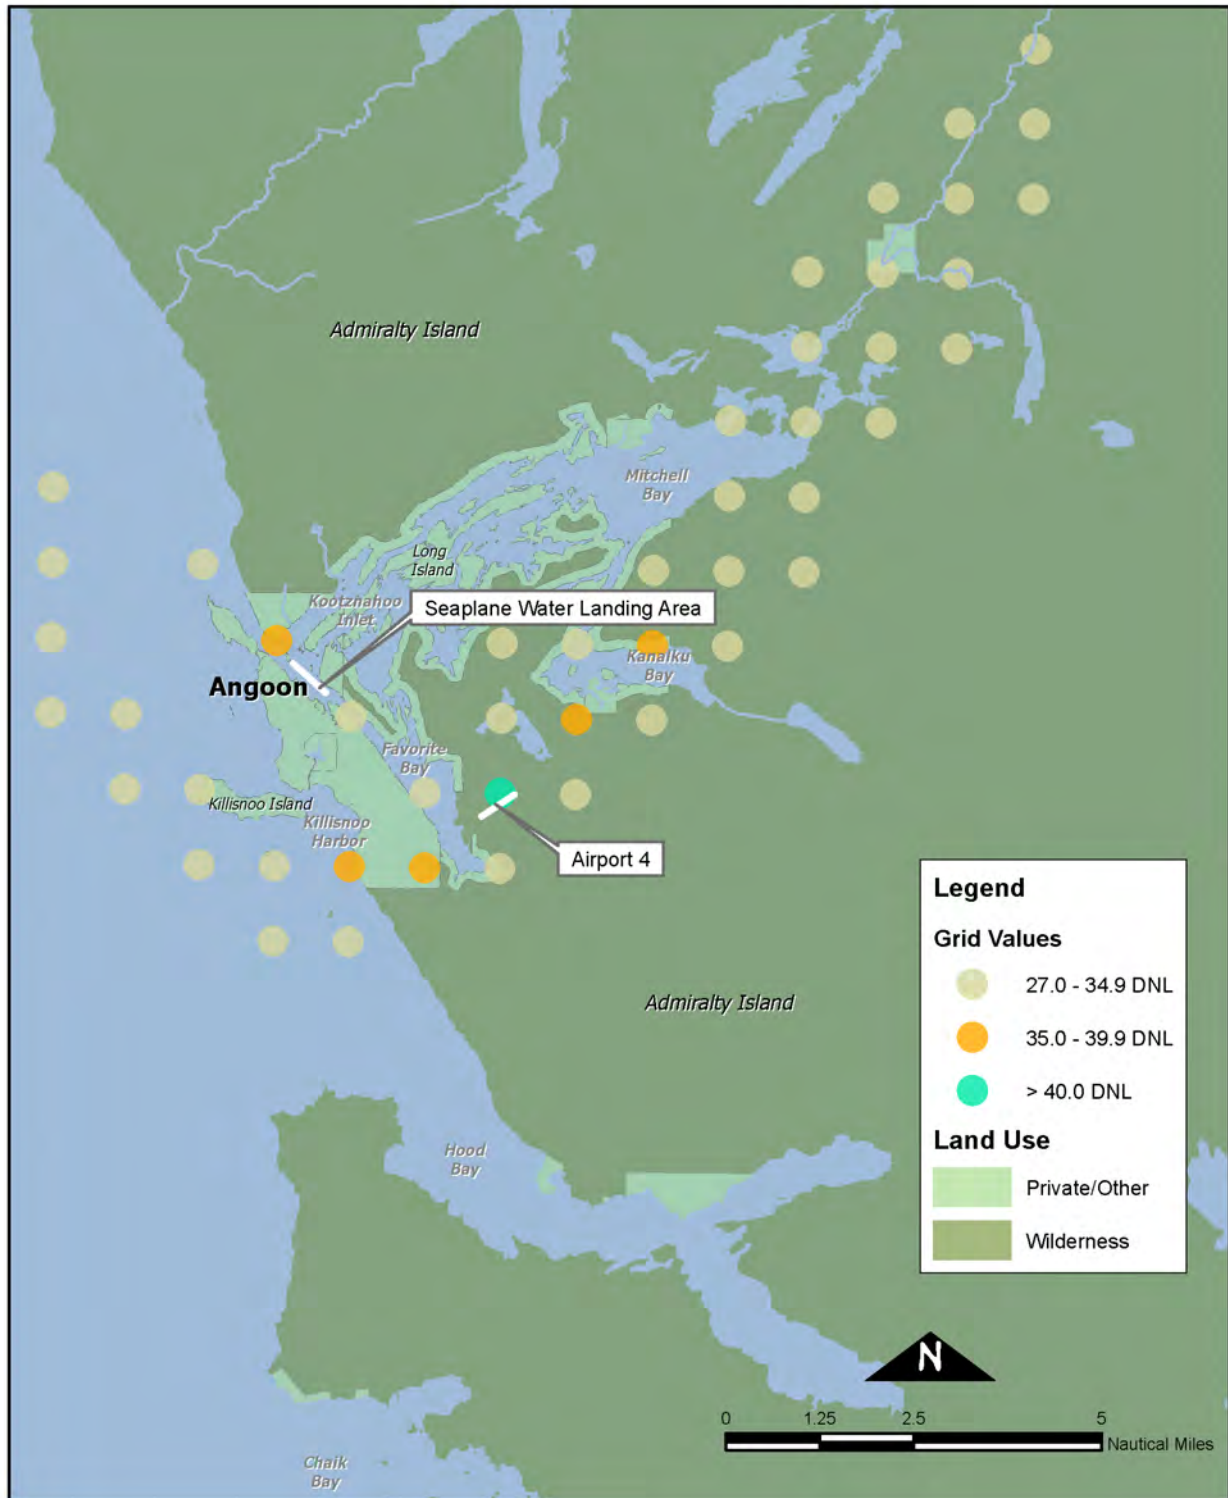 Admiralty Island
Mitchell
Bay
Long
Island
Kootznahoo
Inlet
Seaplane Water Landing Area
Kanalku
Bay
Angoon
Favorite
Bay
Killisnoo Island
Killisnoo
Harbor
Airport 4
Legend
Grid Values
27.0 - 34.9 DNL
35.0 - 39.9 DNL
> 40.0 DNL
Land Use
Private/Other
Wilderness
Admiralty Island
Hood
Bay
N
0 1.25 2.5 5
Nautical Miles
Chaik
Bay